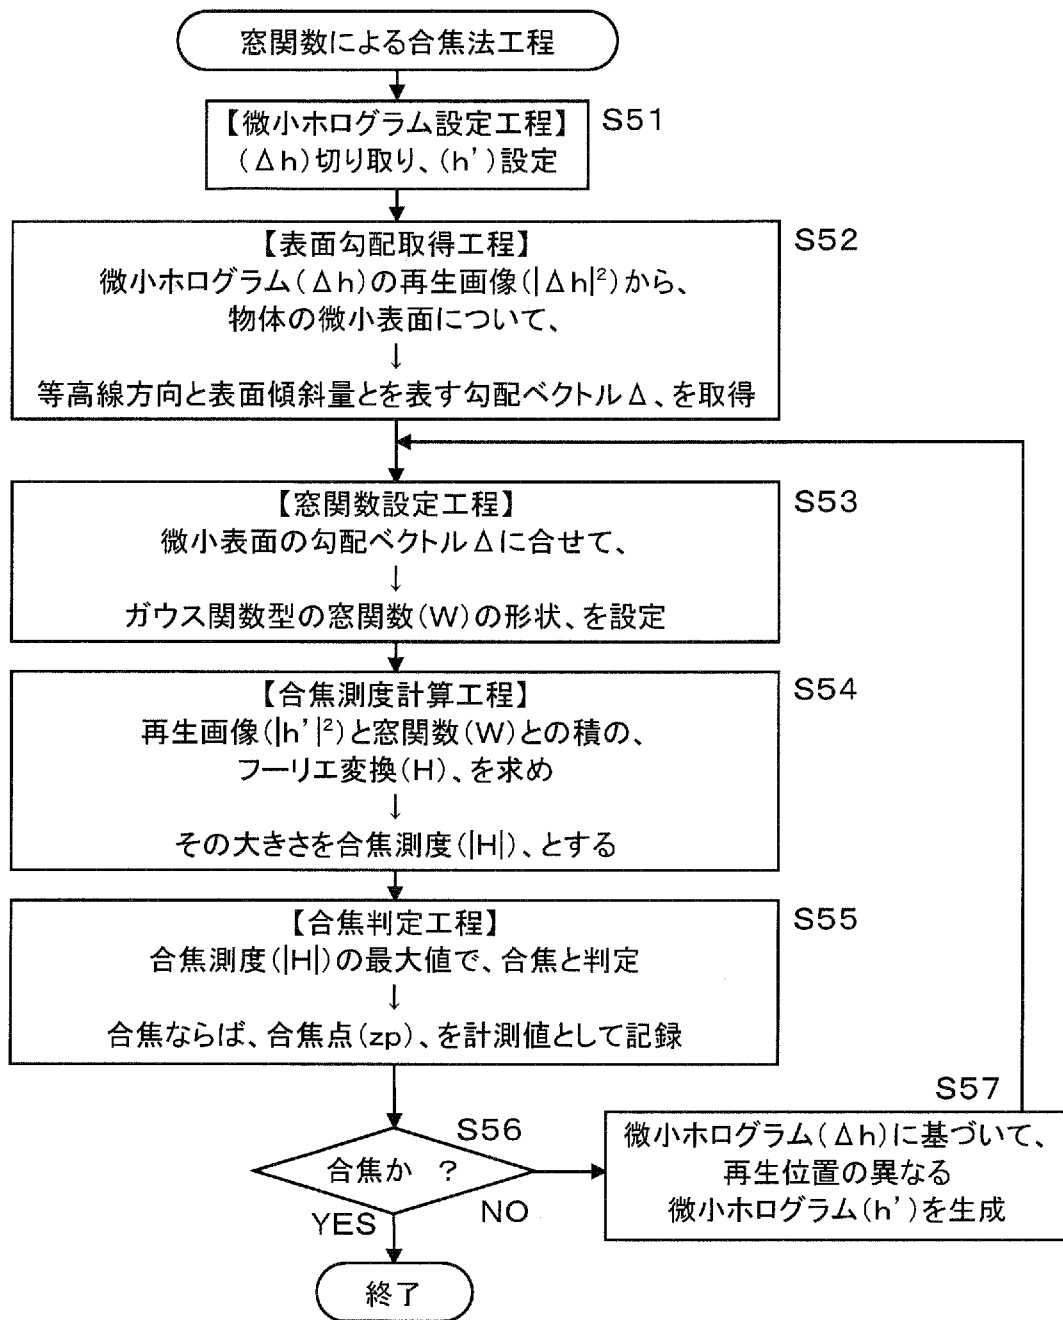 窓関数による合焦法工程
【微小ホログラム設定工程】
(Δh)切り取り、(h')設定
S51
【表面勾配取得工程】
微小ホログラム(Δh)の再生画像(|Δh|²)から、
物体の微小表面について、
↓
等高線方向と表面傾斜量とを表す勾配ベクトルΔ、を取得
S52
【窓関数設定工程】
微小表面の勾配ベクトルΔに合せて、
↓
ガウス関数型の窓関数(W)の形状、を設定
S53
【合焦測度計算工程】
再生画像(|h'|²)と窓関数(W)との積の、
フーリエ変換(H)、を求め
↓
その大きさを合焦測度(|H|)、とする
S54
【合焦判定工程】
合焦測度(|H|)の最大値で、合焦と判定
↓
合焦ならば、合焦点(zp)、を計測値として記録
S55
S56
合焦か ?
YES
NO
S57
微小ホログラム(Δh)に基づいて、
再生位置の異なる
微小ホログラム(h')を生成
終了